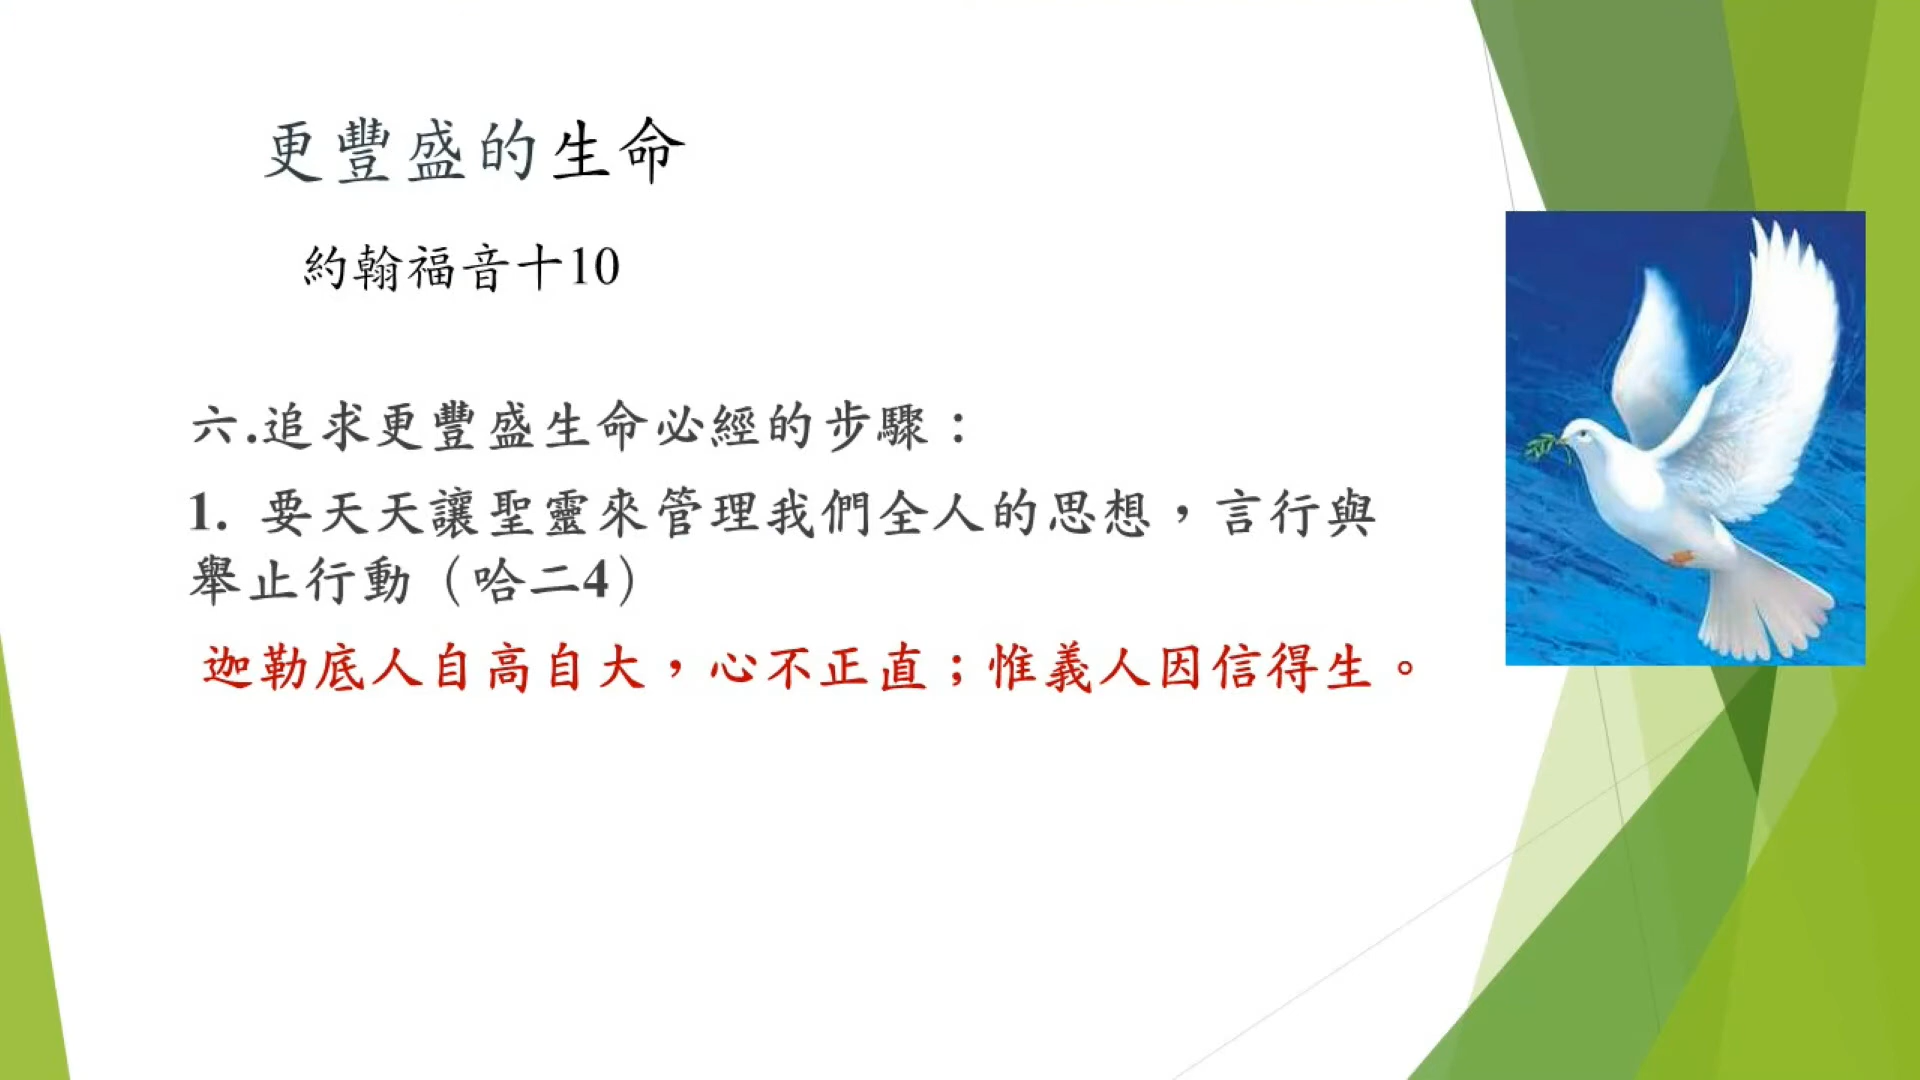 更豐盛的生命
約翰福音十10
六.追求更豐盛生命必經的步驟：
1. 要天天讓聖靈來管理我們全人的思想，言行與
舉止行動（哈二4）
迦勒底人自高自大，心不正直；惟義人因信得生。